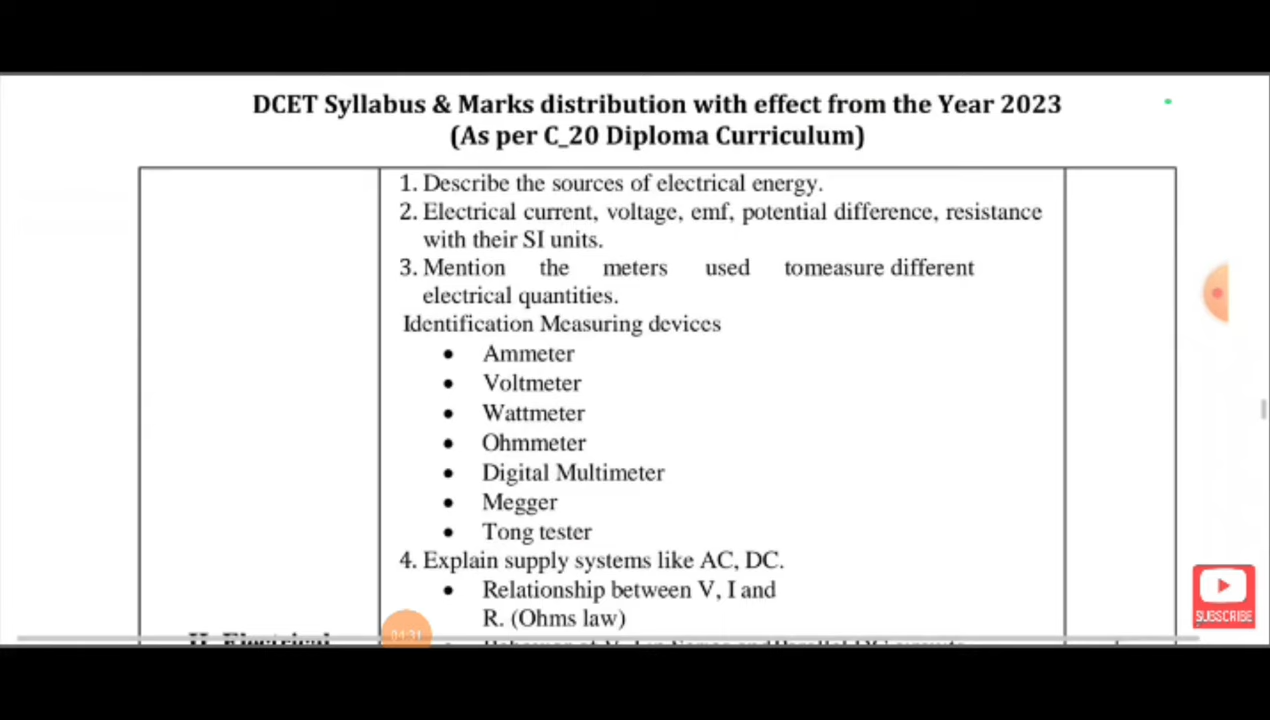 DCET Syllabus & Marks distribution with effect from the Year 2023
(As per C_20 Diploma Curriculum)
1. Describe the sources of electrical energy.
2. Electrical current, voltage, emf, potential difference, resistance
with their SI units.
3. Mention the meters used tomeasure different
electrical quantities.
Identification Measuring devices
• Ammeter
• Voltmeter
• Wattmeter
• Ohmmeter
• Digital Multimeter
• Megger
• Tong tester
4. Explain supply systems like AC, DC.
• Relationship between V, I and
R. (Ohms law)
SUBSCRIBE
04:31
Electrical